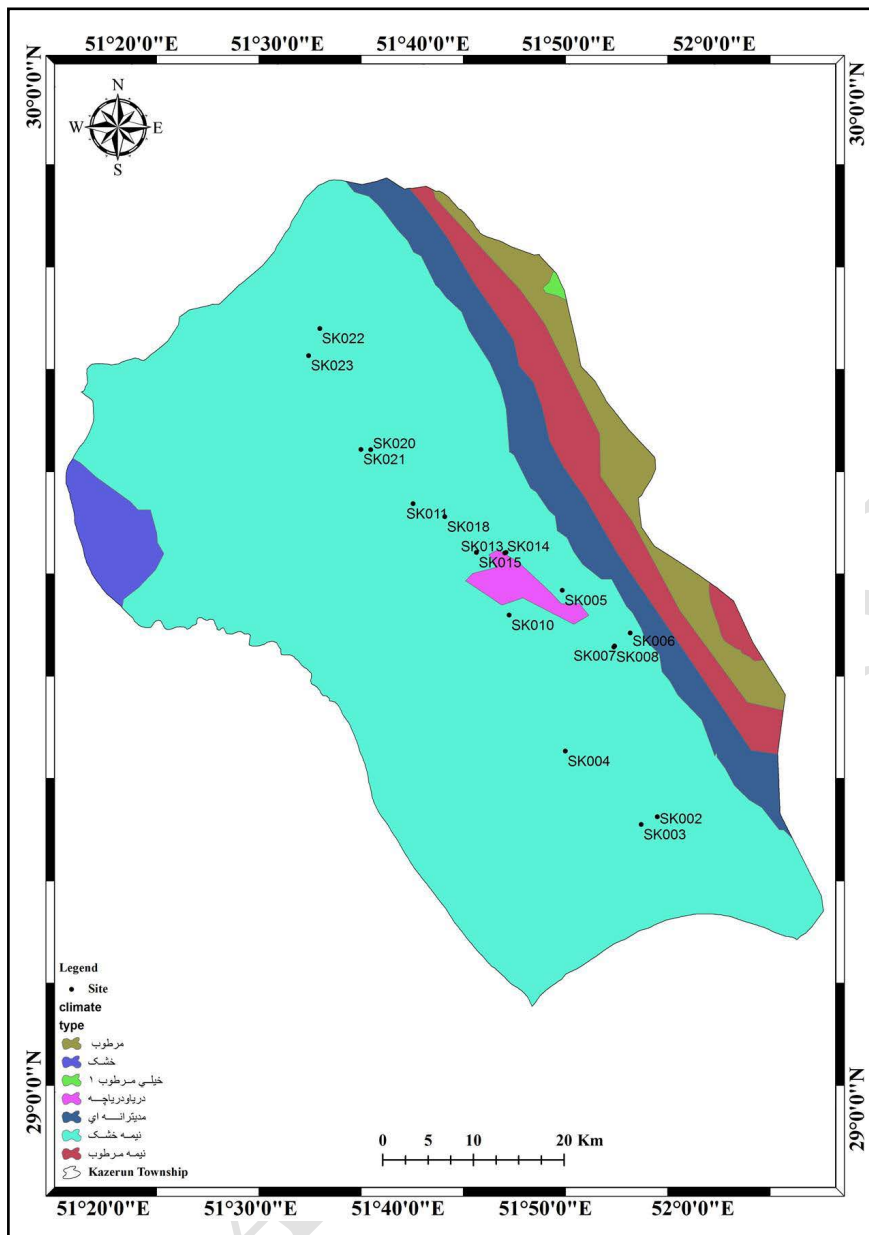 51°20'0"E 51°30'0"E 51°40'0"E 51°50'0"E 52°0'0"E
30°0'0"N
30°0'0"N
N
W E
S
SK022
SK023
SK020
SK021
SK011
SK018
SK013 SK014
SK015
SK005
SK010
SK006
SK007 SK008
SK004
SK002
SK003
29°0'0"N
29°0'0"N
Legend
Site
climate
type
مرطوب
خشک
خیلي مرطوب ۱
دریاودریاچه
مدیترانه اي
نیمه خشک
نیمه مرطوب
Kazerun Township
0 5 10 20 Km
51°20'0"E 51°30'0"E 51°40'0"E 51°50'0"E 52°0'0"E